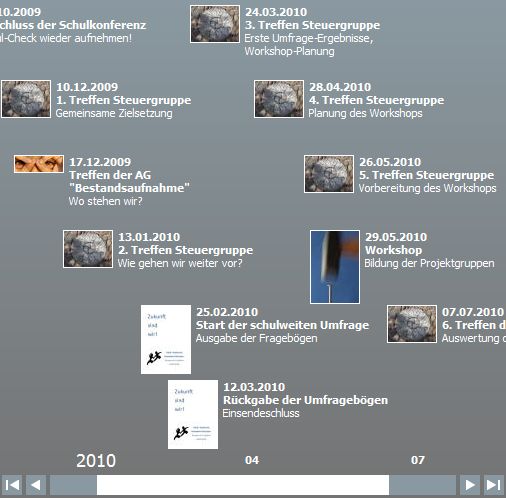 .10.2009
chluss der Schulkonferenz
ul-Check wieder aufnehmen!
24.03.2010
3. Treffen Steuergruppe
Erste Umfrage-Ergebnisse,
Workshop-Planung
10.12.2009
1. Treffen Steuergruppe
Gemeinsame Zielsetzung
28.04.2010
4. Treffen Steuergruppe
Planung des Workshops
17.12.2009
Treffen der AG
"Bestandsaufnahme"
Wo stehen wir?
26.05.2010
5. Treffen Steuergruppe
Vorbereitung des Workshops
13.01.2010
2. Treffen Steuergruppe
Wie gehen wir weiter vor?
29.05.2010
Workshop
Bildung der Projektgruppen
Zukunft
sind
wir!
25.02.2010
Start der schulweiten Umfrage
Ausgabe der Fragebögen
07.07.2010
6. Treffen d
Auswertung
Zukunft
sind
wir!
12.03.2010
Rückgabe der Umfragebögen
Einsendeschluss
2010 04 07